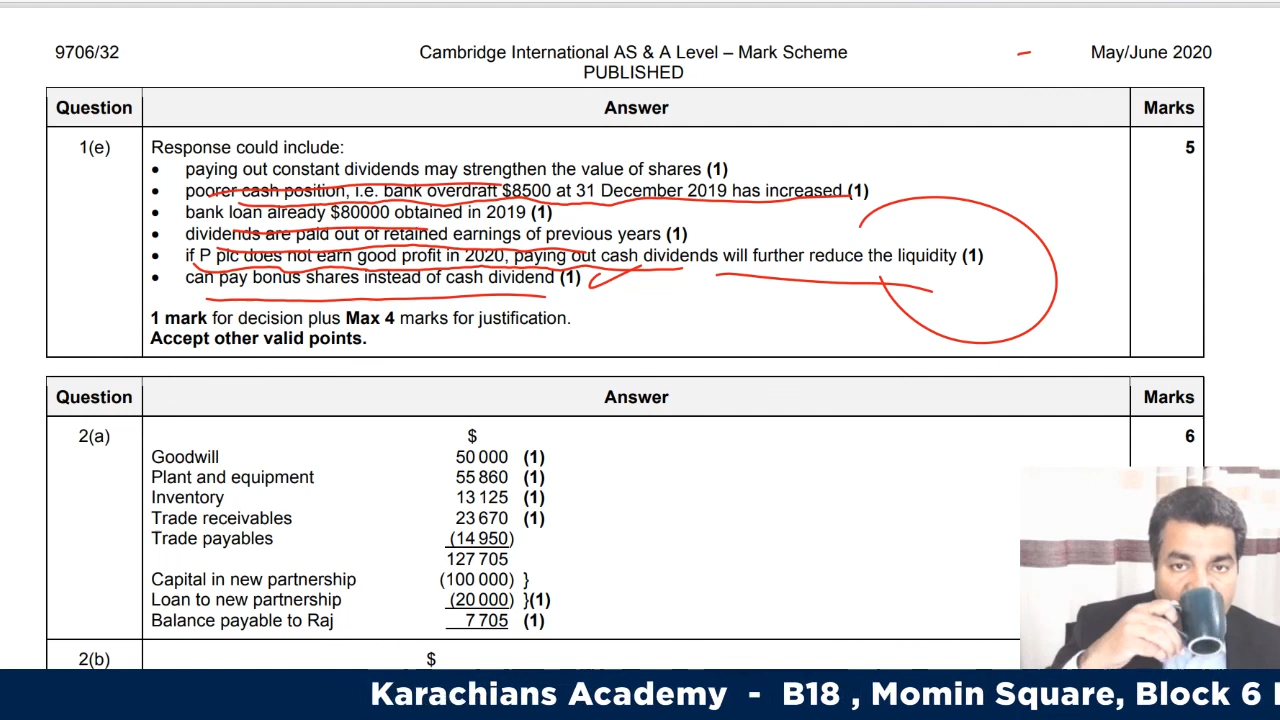 9706/32 Cambridge International AS & A Level – Mark Scheme May/June 2020
PUBLISHED
Question Answer Marks
1(e) Response could include: 5
• paying out constant dividends may strengthen the value of shares (1)
• poorer cash position, i.e. bank overdraft $8500 at 31 December 2019 has increased (1)
• bank loan already $80000 obtained in 2019 (1)
• dividends are paid out of retained earnings of previous years (1)
• if P plc does not earn good profit in 2020, paying out cash dividends will further reduce the liquidity (1)
• can pay bonus shares instead of cash dividend (1)
1 mark for decision plus Max 4 marks for justification.
Accept other valid points.
Question Answer Marks
2(a) $ 6
Goodwill 50 000 (1)
Plant and equipment 55 860 (1)
Inventory 13 125 (1)
Trade receivables 23 670 (1)
Trade payables (14 950)
127 705
Capital in new partnership (100 000) }
Loan to new partnership (20 000) }(1)
Balance payable to Raj 7 705 (1)
2(b) $
Karachians Academy - B18 , Momin Square, Block 6